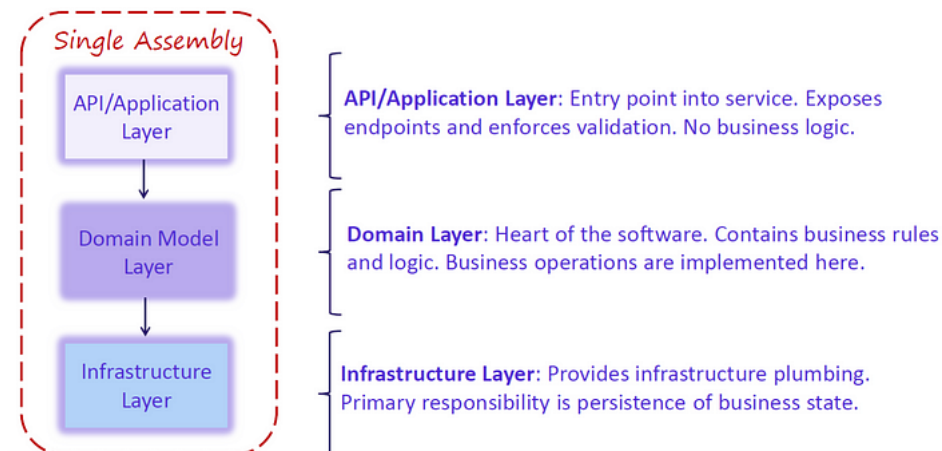 Single Assembly
API/Application
Layer
API/Application Layer: Entry point into service. Exposes
endpoints and enforces validation. No business logic.
Domain Model
Layer
Domain Layer: Heart of the software. Contains business rules
and logic. Business operations are implemented here.
Infrastructure
Layer
Infrastructure Layer: Provides infrastructure plumbing.
Primary responsibility is persistence of business state.